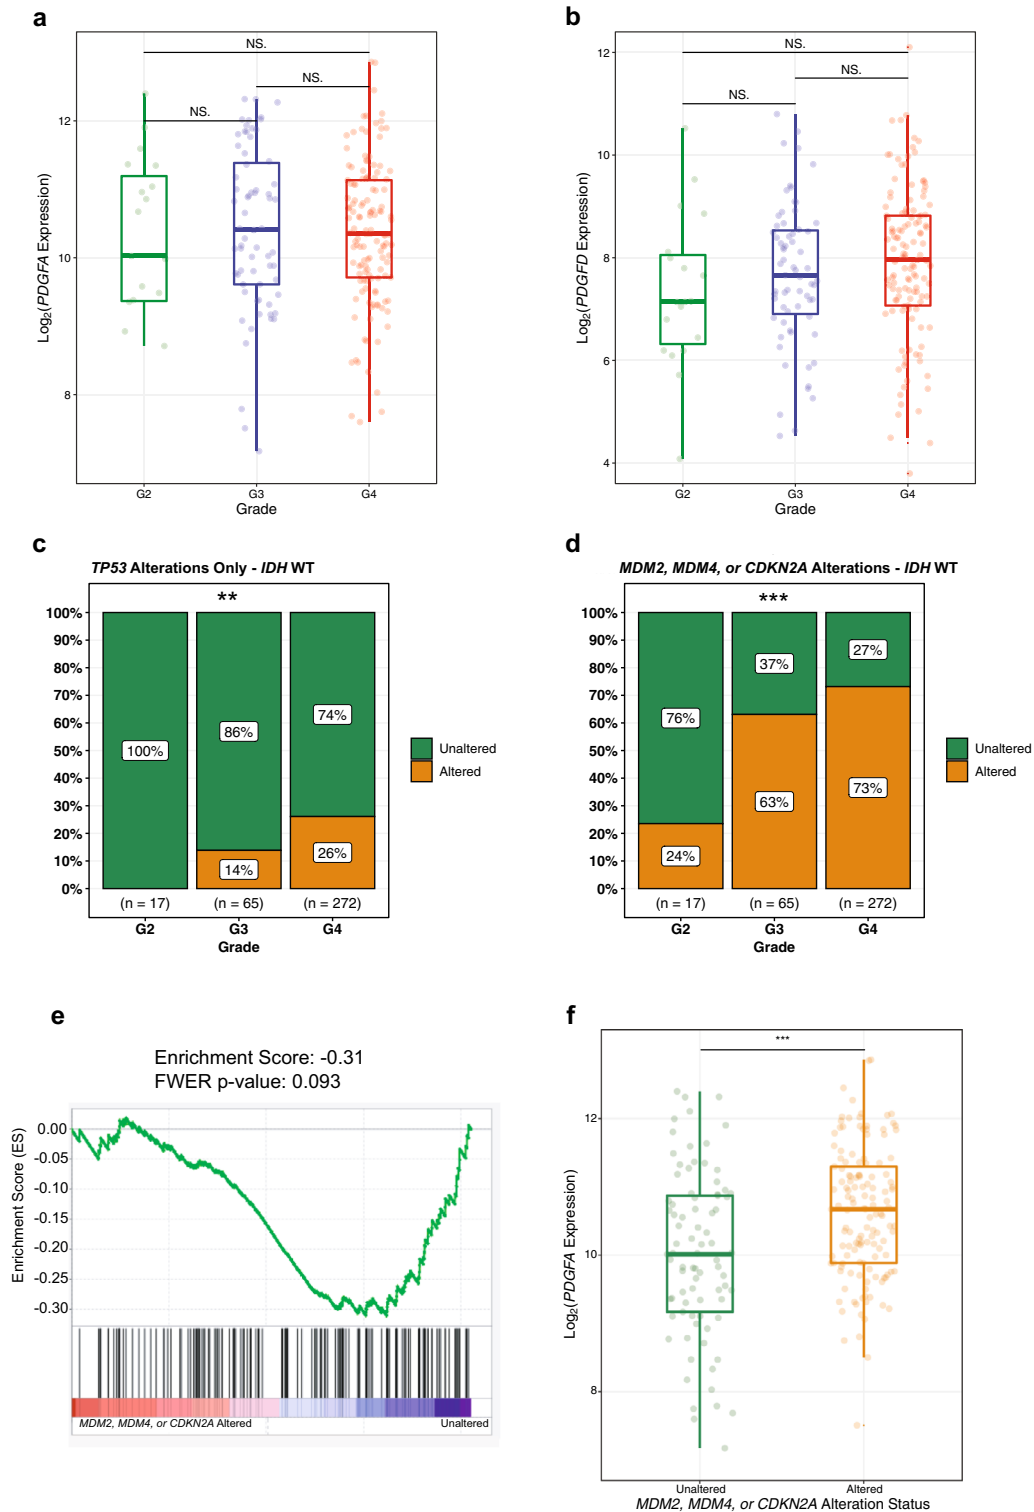 a
NS.
NS.
NS.
12
10
8
Log2(PDGFA Expression)
G2
G3
G4
Grade
b
NS.
NS.
NS.
12
10
8
6
4
Log2(PDGFD Expression)
G2
G3
G4
Grade
c
TP53 Alterations Only - IDH WT
**
100%
90%
80%
70%
60%
50%
40%
30%
20%
10%
0%
100%
86%
14%
74%
26%
(n = 17)
(n = 65)
(n = 272)
G2
G3
G4
Grade
Unaltered
Altered
d
MDM2, MDM4, or CDKN2A Alterations - IDH WT
***
100%
90%
80%
70%
60%
50%
40%
30%
20%
10%
0%
76%
24%
37%
63%
27%
73%
(n = 17)
(n = 65)
(n = 272)
G2
G3
G4
Grade
Unaltered
Altered
e
Enrichment Score: -0.31
FWER p-value: 0.093
Enrichment Score (ES)
0.00
-0.05
-0.10
-0.15
-0.20
-0.25
-0.30
MDM2, MDM4, or CDKN2A Altered
Unaltered
f
***
12
10
8
Log2(PDGFA Expression)
Unaltered
Altered
MDM2, MDM4, or CDKN2A Alteration Status